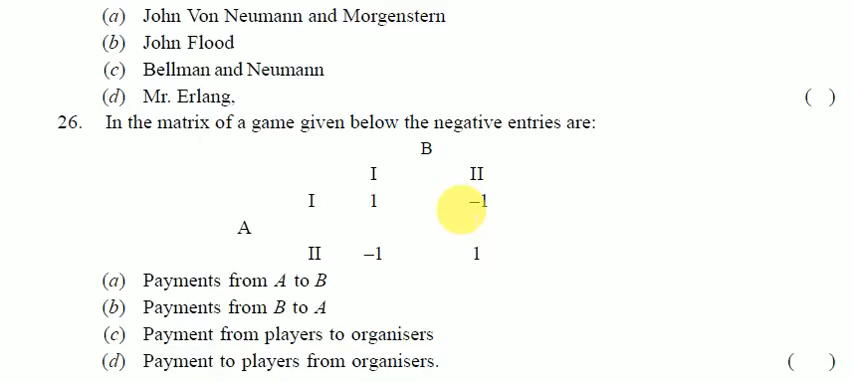 (a) John Von Neumann and Morgenstern
(b) John Flood
(c) Bellman and Neumann
(d) Mr. Erlang, ( )
26. In the matrix of a game given below the negative entries are:
B
I II
I 1 –1
A
II –1 1
(a) Payments from A to B
(b) Payments from B to A
(c) Payment from players to organisers
(d) Payment to players from organisers. ( )